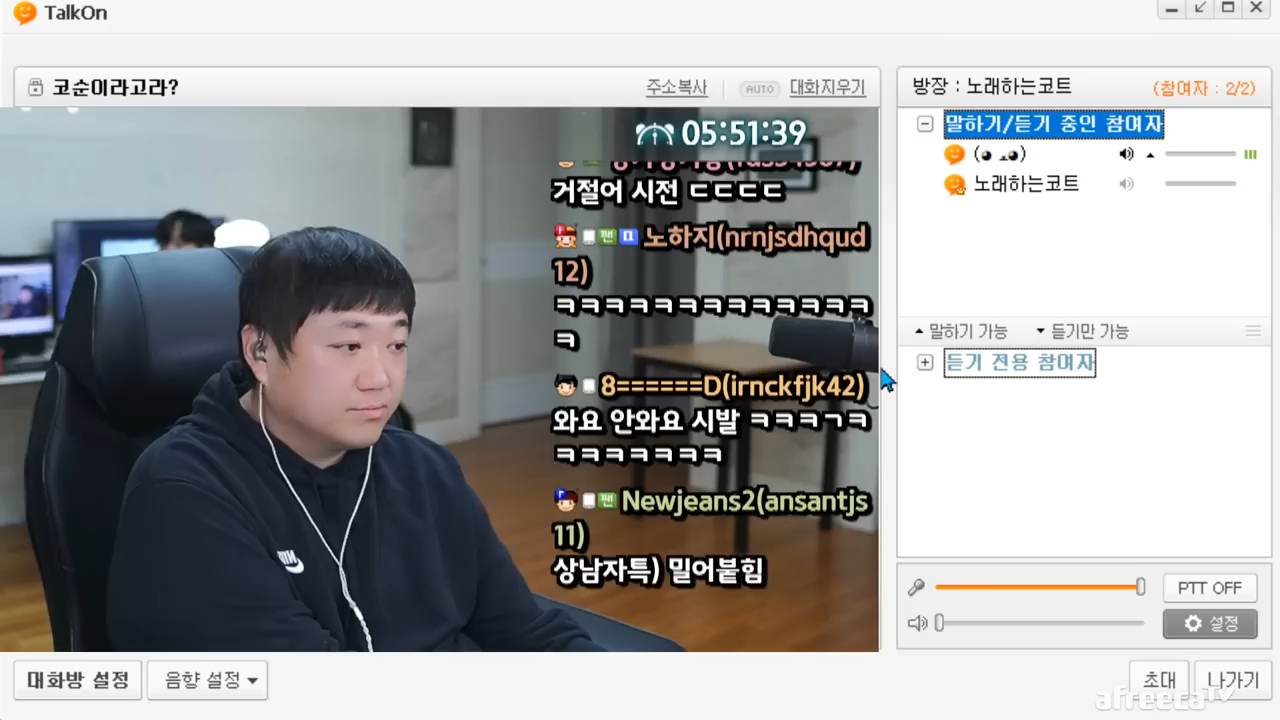 TalkOn
코순이라고라?
주소복사
AUTO
대화지우기
방장 : 노래하는코트
(참여자 : 2/2)
05:51:39
거절어 시전 ㄷㄷㄷㄷ
노하지(nrnjsdhqud
12)
ㅋㅋㅋㅋㅋㅋㅋㅋㅋㅋㅋㅋㅋ
ㅋ
8======D(irnckfjk42)
와요 안와요 시발 ㅋㅋㅋㄱㅋ
ㅋㅋㅋㅋㅋㅋㅋ
팬 Newjeans2(ansantjs
11)
상남자특) 밀어붙힘
말하기/듣기 중인 참여자
노래하는코트
말하기 가능
듣기만 가능
듣기 전용 참여자
PTT OFF
설정
대화방 설정
음향 설정
초대
나가기
afreecaTV